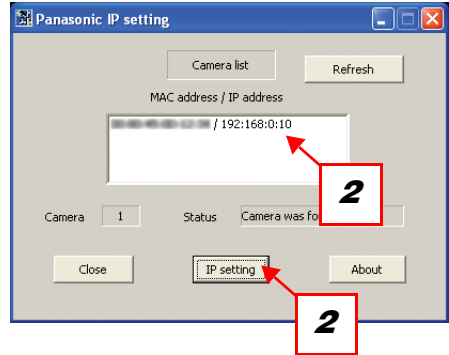 Panasonic IP setting
Camera list
Refresh
MAC address / IP address
/ 192:168:0:10
2
Camera 1 Status Camera was fo
Close IP setting About
2